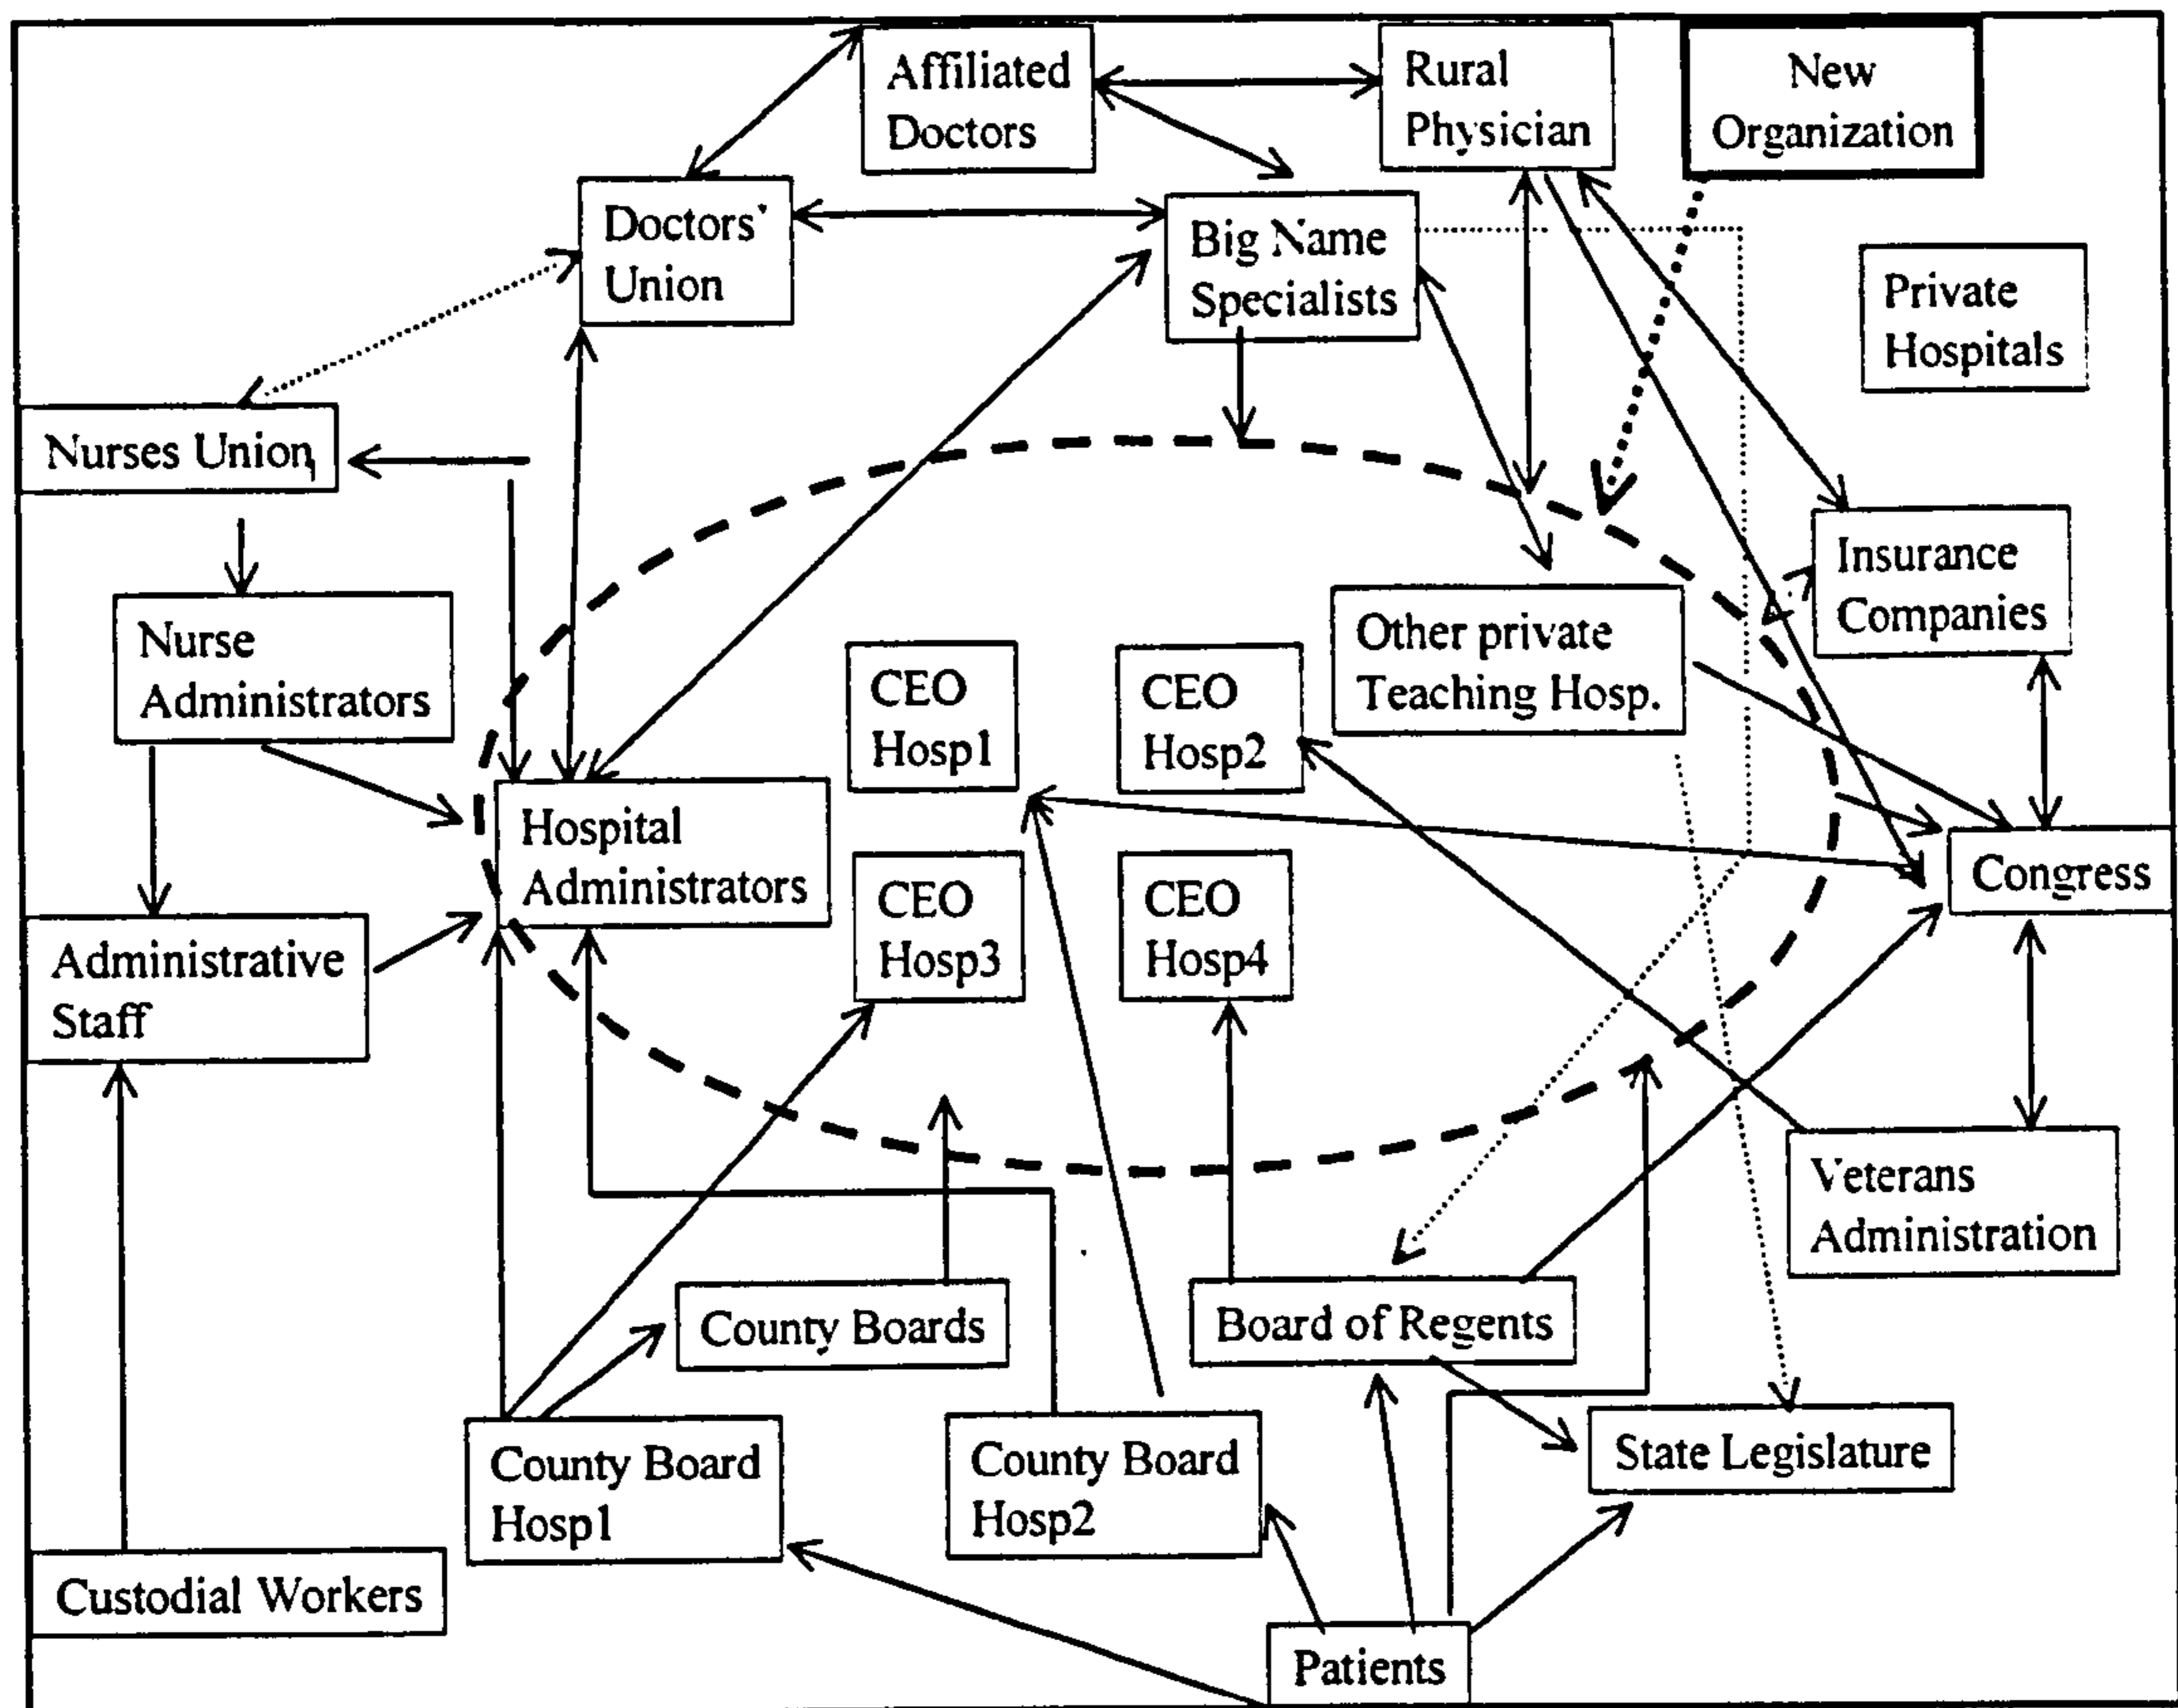 Affiliated
Doctors
Rural
Physician
New
Organization
Doctors'
Union
Big Name
Specialists
Private
Hospitals
Nurses Union
Insurance
Companies
Nurse
Administrators
CEO
Hosp1
CEO
Hosp2
Other private
Teaching Hosp.
Hospital
Administrators
CEO
Hosp3
CEO
Hosp4
Congress
Administrative
Staff
Veterans
Administration
County Boards
Board of Regents
County Board
Hosp1
County Board
Hosp2
State Legislature
Custodial Workers
Patients